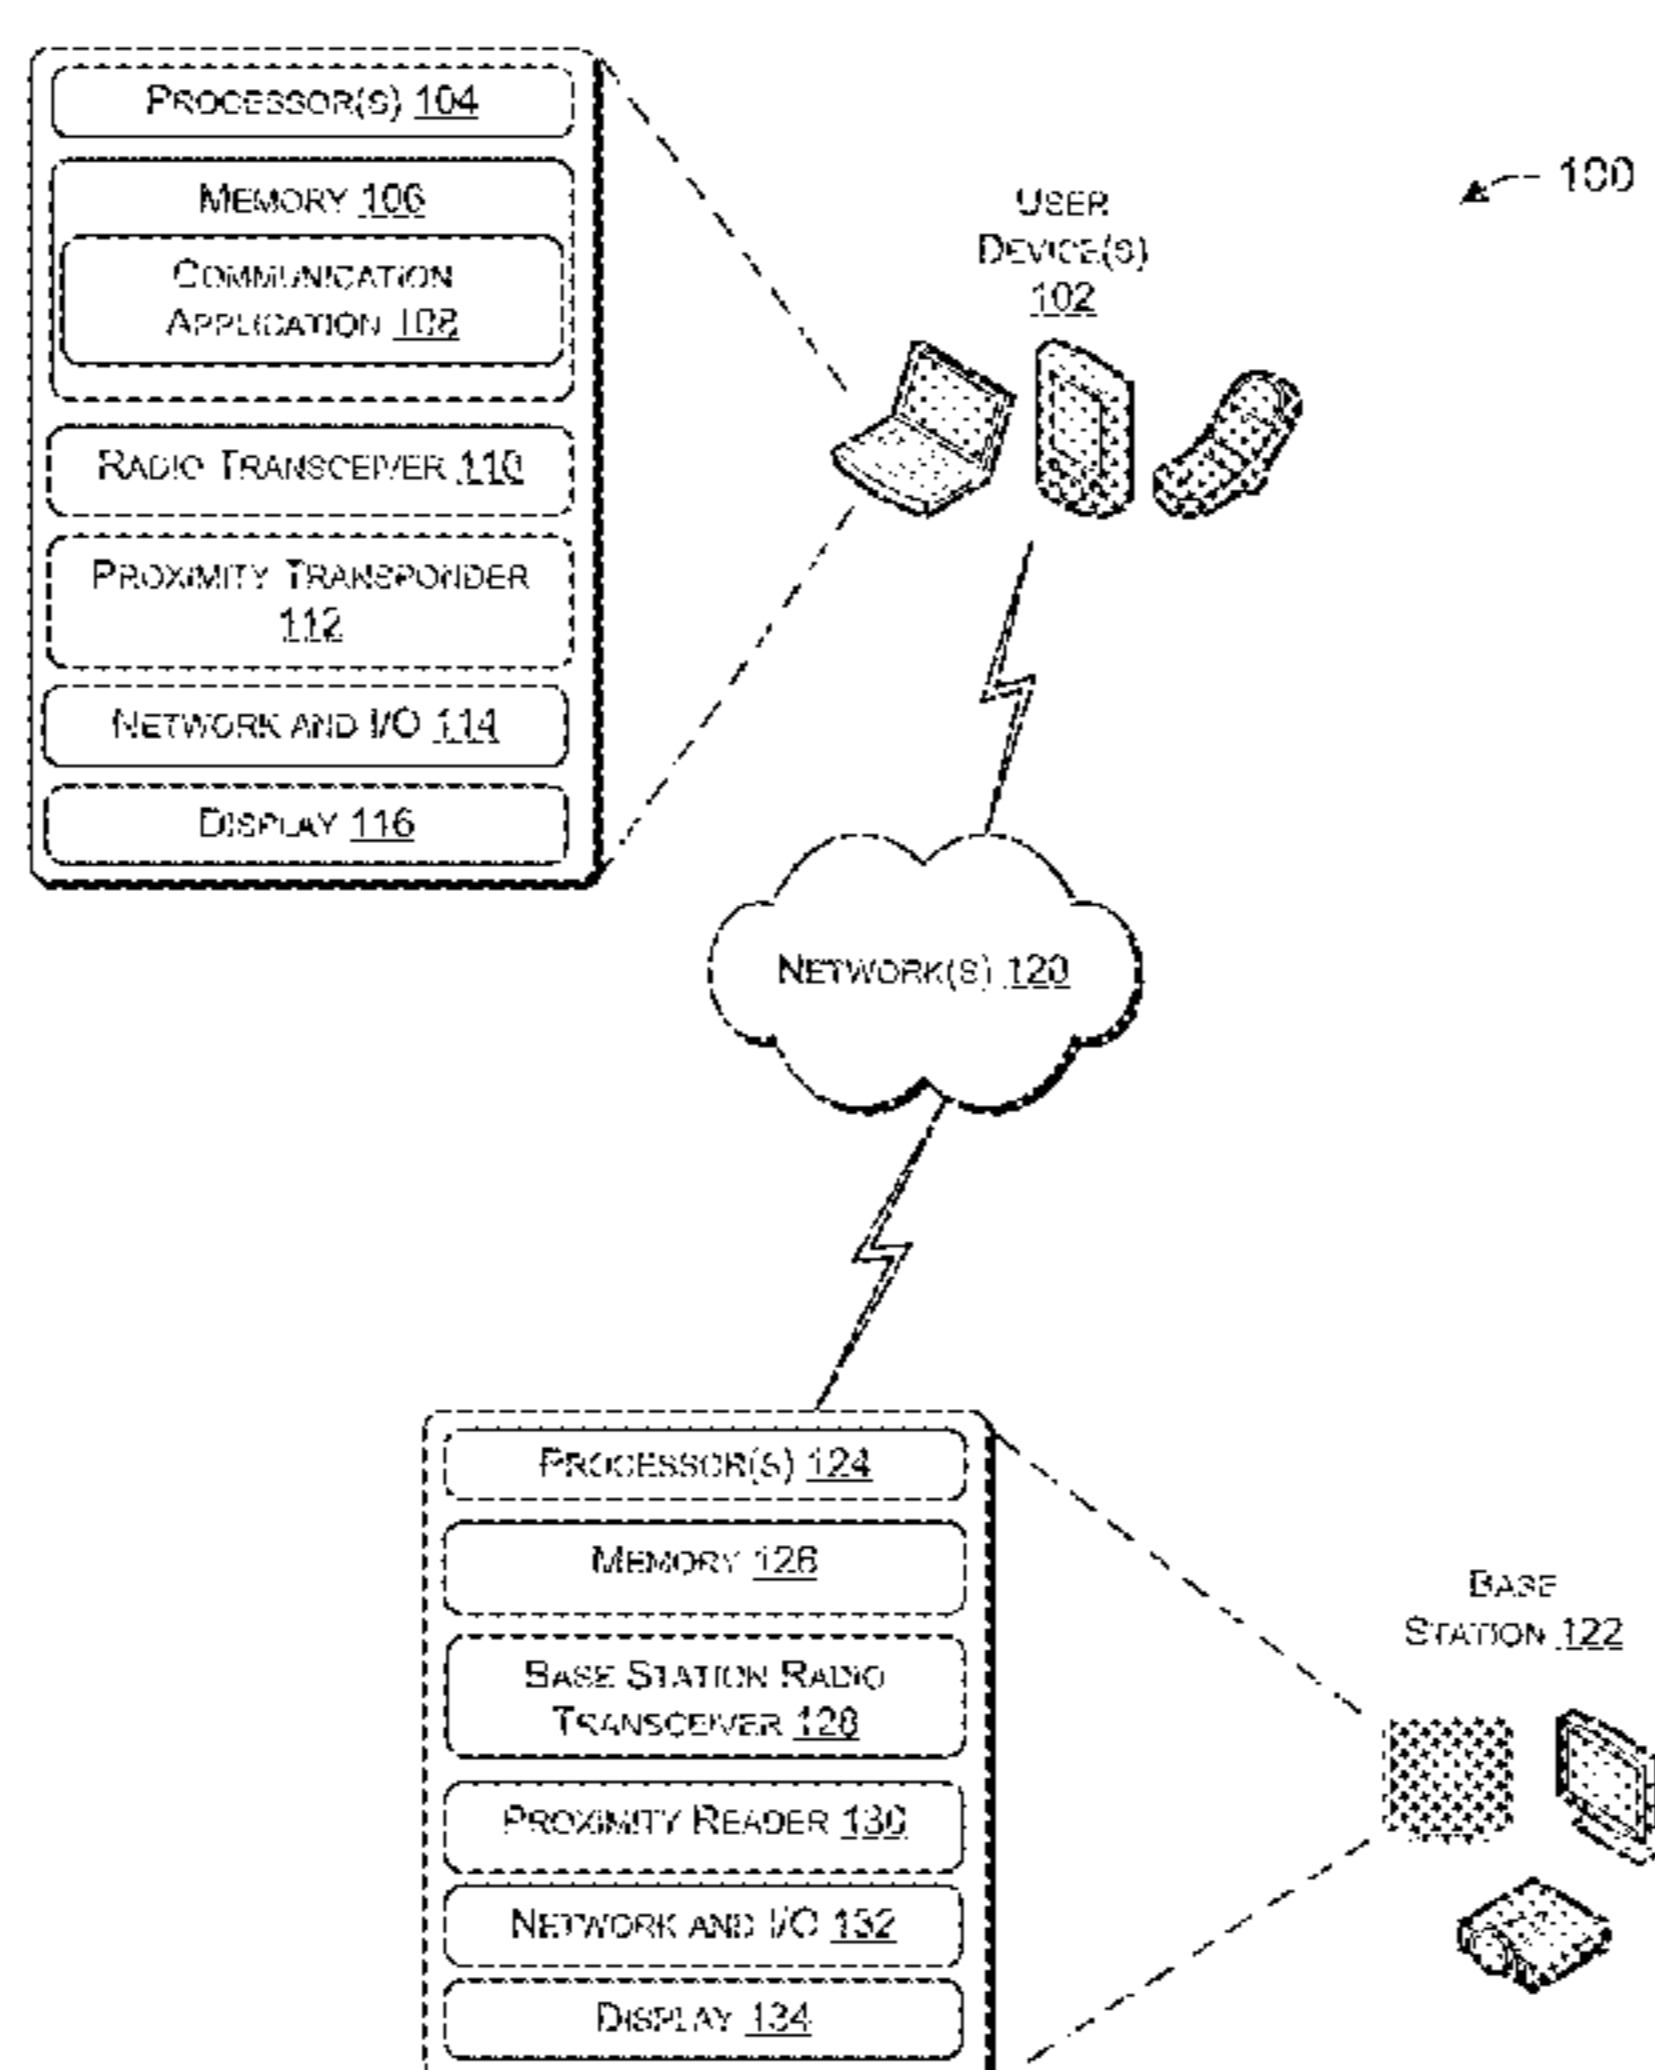 PROCESSOR(S) 104
MEMORY 106
COMMUNICATION
APPLICATION 108
RADIO TRANSCEIVER 110
PROXIMITY TRANSPONDER
112
NETWORK AND I/O 114
DISPLAY 116
100
USER
DEVICE(S)
102
NETWORK(S) 120
PROCESSOR(S) 124
MEMORY 126
BASE STATION RADIO
TRANSCEIVER 128
PROXIMITY READER 130
NETWORK AND I/O 132
DISPLAY 134
BASE
STATION 122